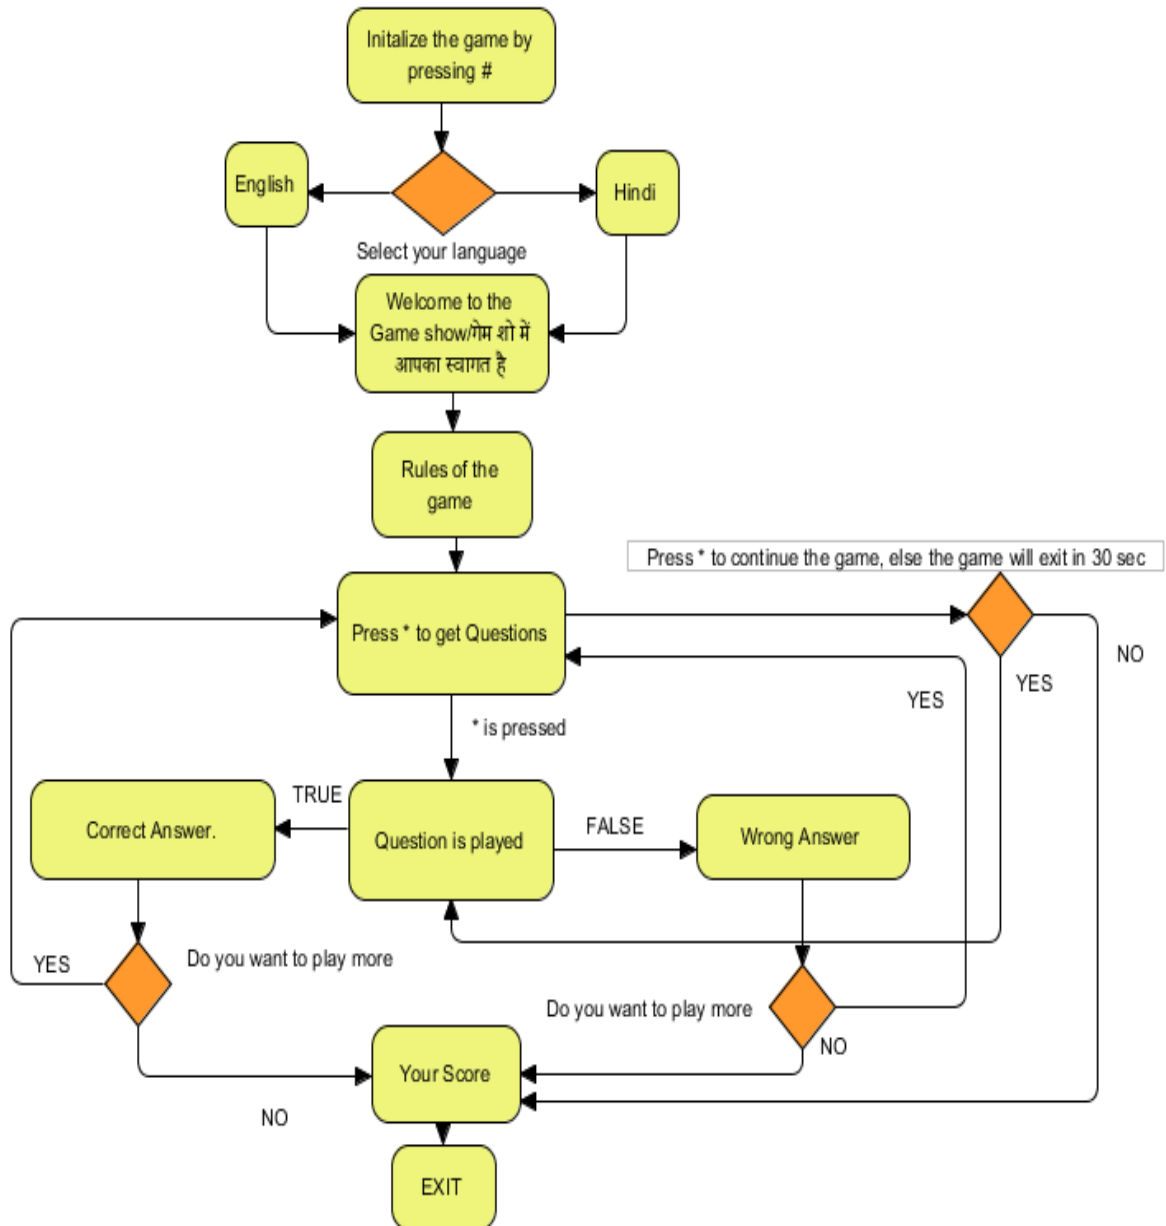 Initalize the game by
pressing #
English
Hindi
Select your language
Welcome to the
Game show/गेम शो में
आपका स्वागत है
Rules of the
game
Press * to continue the game, else the game will exit in 30 sec
Press * to get Questions
NO
YES
YES
* is pressed
TRUE
Correct Answer.
Question is played
FALSE
Wrong Answer
YES
Do you want to play more
Do you want to play more
NO
Your Score
NO
EXIT